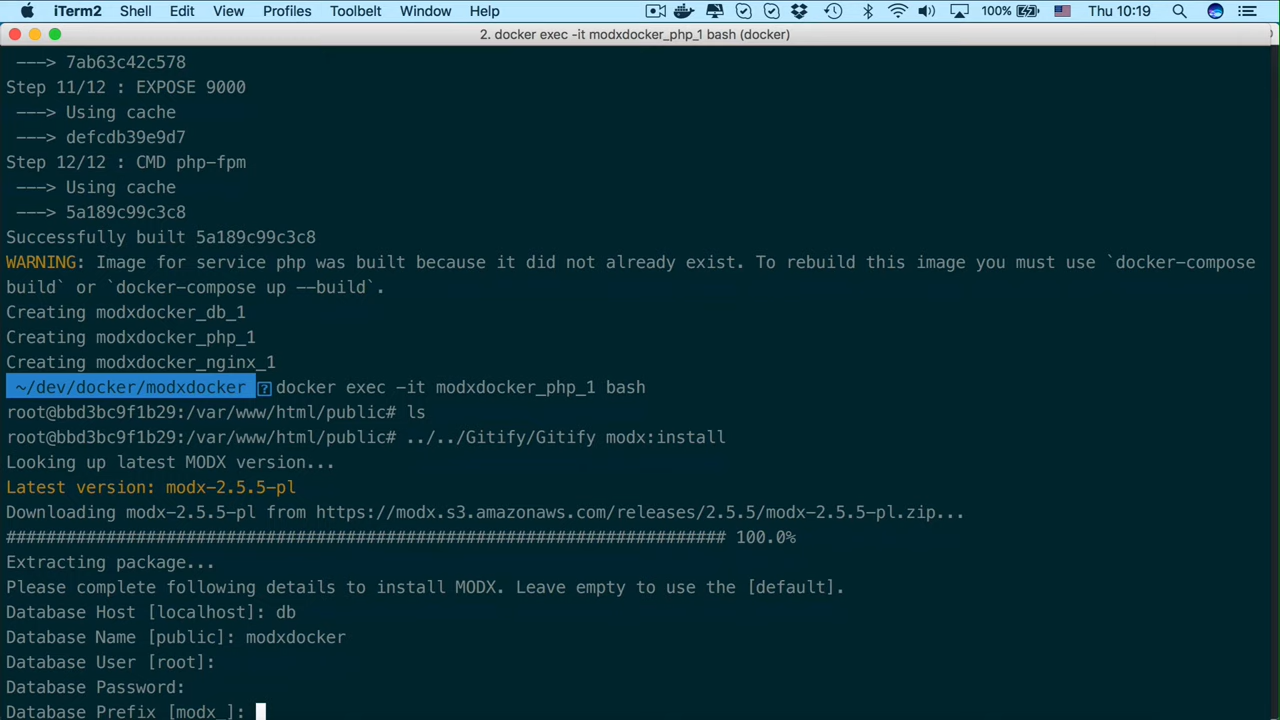 iTerm2 Shell Edit View Profiles Toolbelt Window Help 100% Thu 10:19
2. docker exec -it modxdocker_php_1 bash (docker)
---> 7ab63c42c578
Step 11/12 : EXPOSE 9000
---> Using cache
---> defcdb39e9d7
Step 12/12 : CMD php-fpm
---> Using cache
---> 5a189c99c3c8
Successfully built 5a189c99c3c8
WARNING: Image for service php was built because it did not already exist. To rebuild this image you must use `docker-compose
build` or `docker-compose up --build`.
Creating modxdocker_db_1
Creating modxdocker_php_1
Creating modxdocker_nginx_1
~/dev/docker/modxdocker ? docker exec -it modxdocker_php_1 bash
root@bbd3bc9f1b29:/var/www/html/public# ls
root@bbd3bc9f1b29:/var/www/html/public# ../../Gitify/Gitify modx:install
Looking up latest MODX version...
Latest version: modx-2.5.5-pl
Downloading modx-2.5.5-pl from https://modx.s3.amazonaws.com/releases/2.5.5/modx-2.5.5-pl.zip...
######################################################################## 100.0%
Extracting package...
Please complete following details to install MODX. Leave empty to use the [default].
Database Host [localhost]: db
Database Name [public]: modxdocker
Database User [root]:
Database Password:
Database Prefix [modx_]: